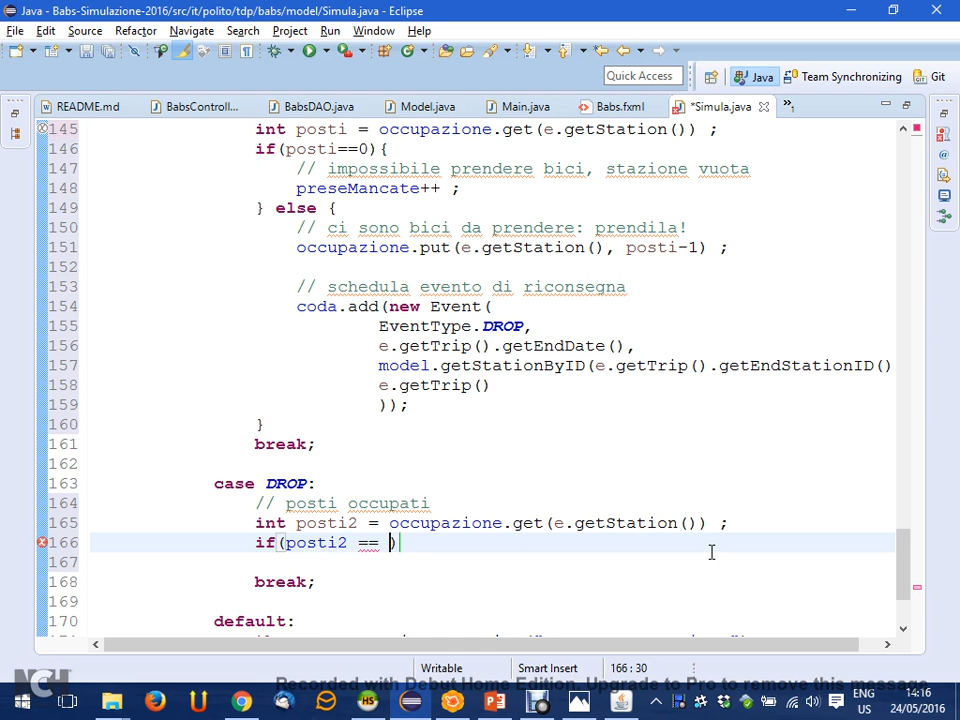 Java - Babs-Simulazione-2016/src/it/polito/tdp/babs/model/Simula.java - Eclipse
File Edit Source Refactor Navigate Search Project Run Window Help
Quick Access Java Team Synchronizing Git
README.md BabsControll... BabsDAO.java Model.java Main.java Babs.fxml *Simula.java »1
145 int posti = occupazione.get(e.getStation()) ;
146 if(posti==0){
147 // impossibile prendere bici, stazione vuota
148 preseMancate++ ;
149 } else {
150 // ci sono bici da prendere: prendila!
151 occupazione.put(e.getStation(), posti-1) ;
152
153 // schedula evento di riconsegna
154 coda.add(new Event(
155 EventType.DROP,
156 e.getTrip().getEndDate(),
157 model.getStationByID(e.getTrip().getEndStationID()
158 e.getTrip()
159 ));
160 }
161 break;
162
163 case DROP:
164 // posti occupati
165 int posti2 = occupazione.get(e.getStation()) ;
166 if(posti2 == )
167
168 break;
169
170 default:
Writable Smart Insert 166 : 30
NCH
Recorded with Debut Home Edition. Upgrade to Pro to remove this message
ENG 14:16
US 24/05/2016